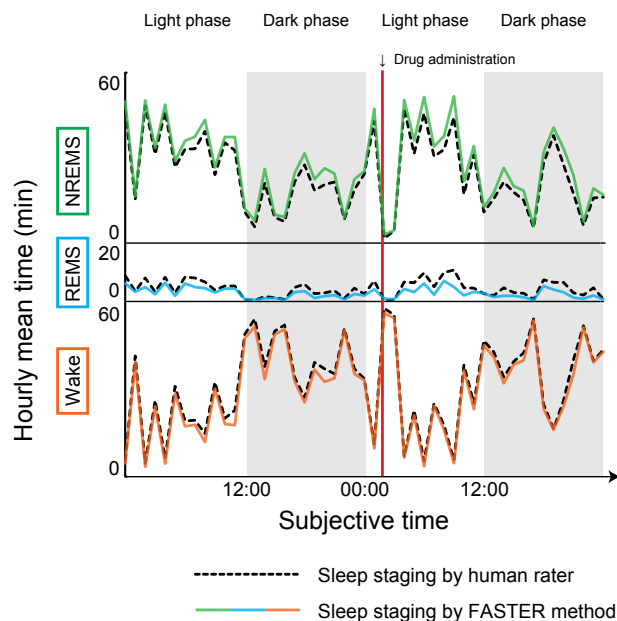 Light phase Dark phase Light phase Dark phase
↓ Drug administration
60
NREMS
0
20
REMS
0
60
Wake
0
Hourly mean time (min)
12:00 00:00 12:00
Subjective time
Sleep staging by human rater
Sleep staging by FASTER method